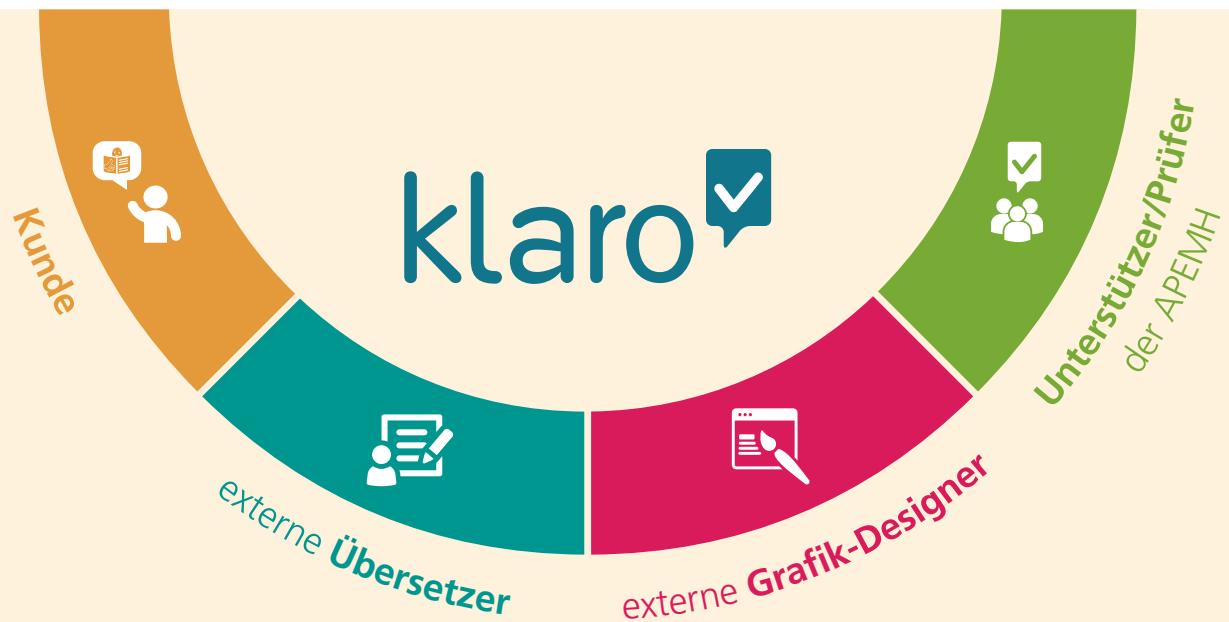 klaro
Kunde
externe Übersetzer
externe Grafik-Designer
Unterstützer/Prüfer
der APEMH